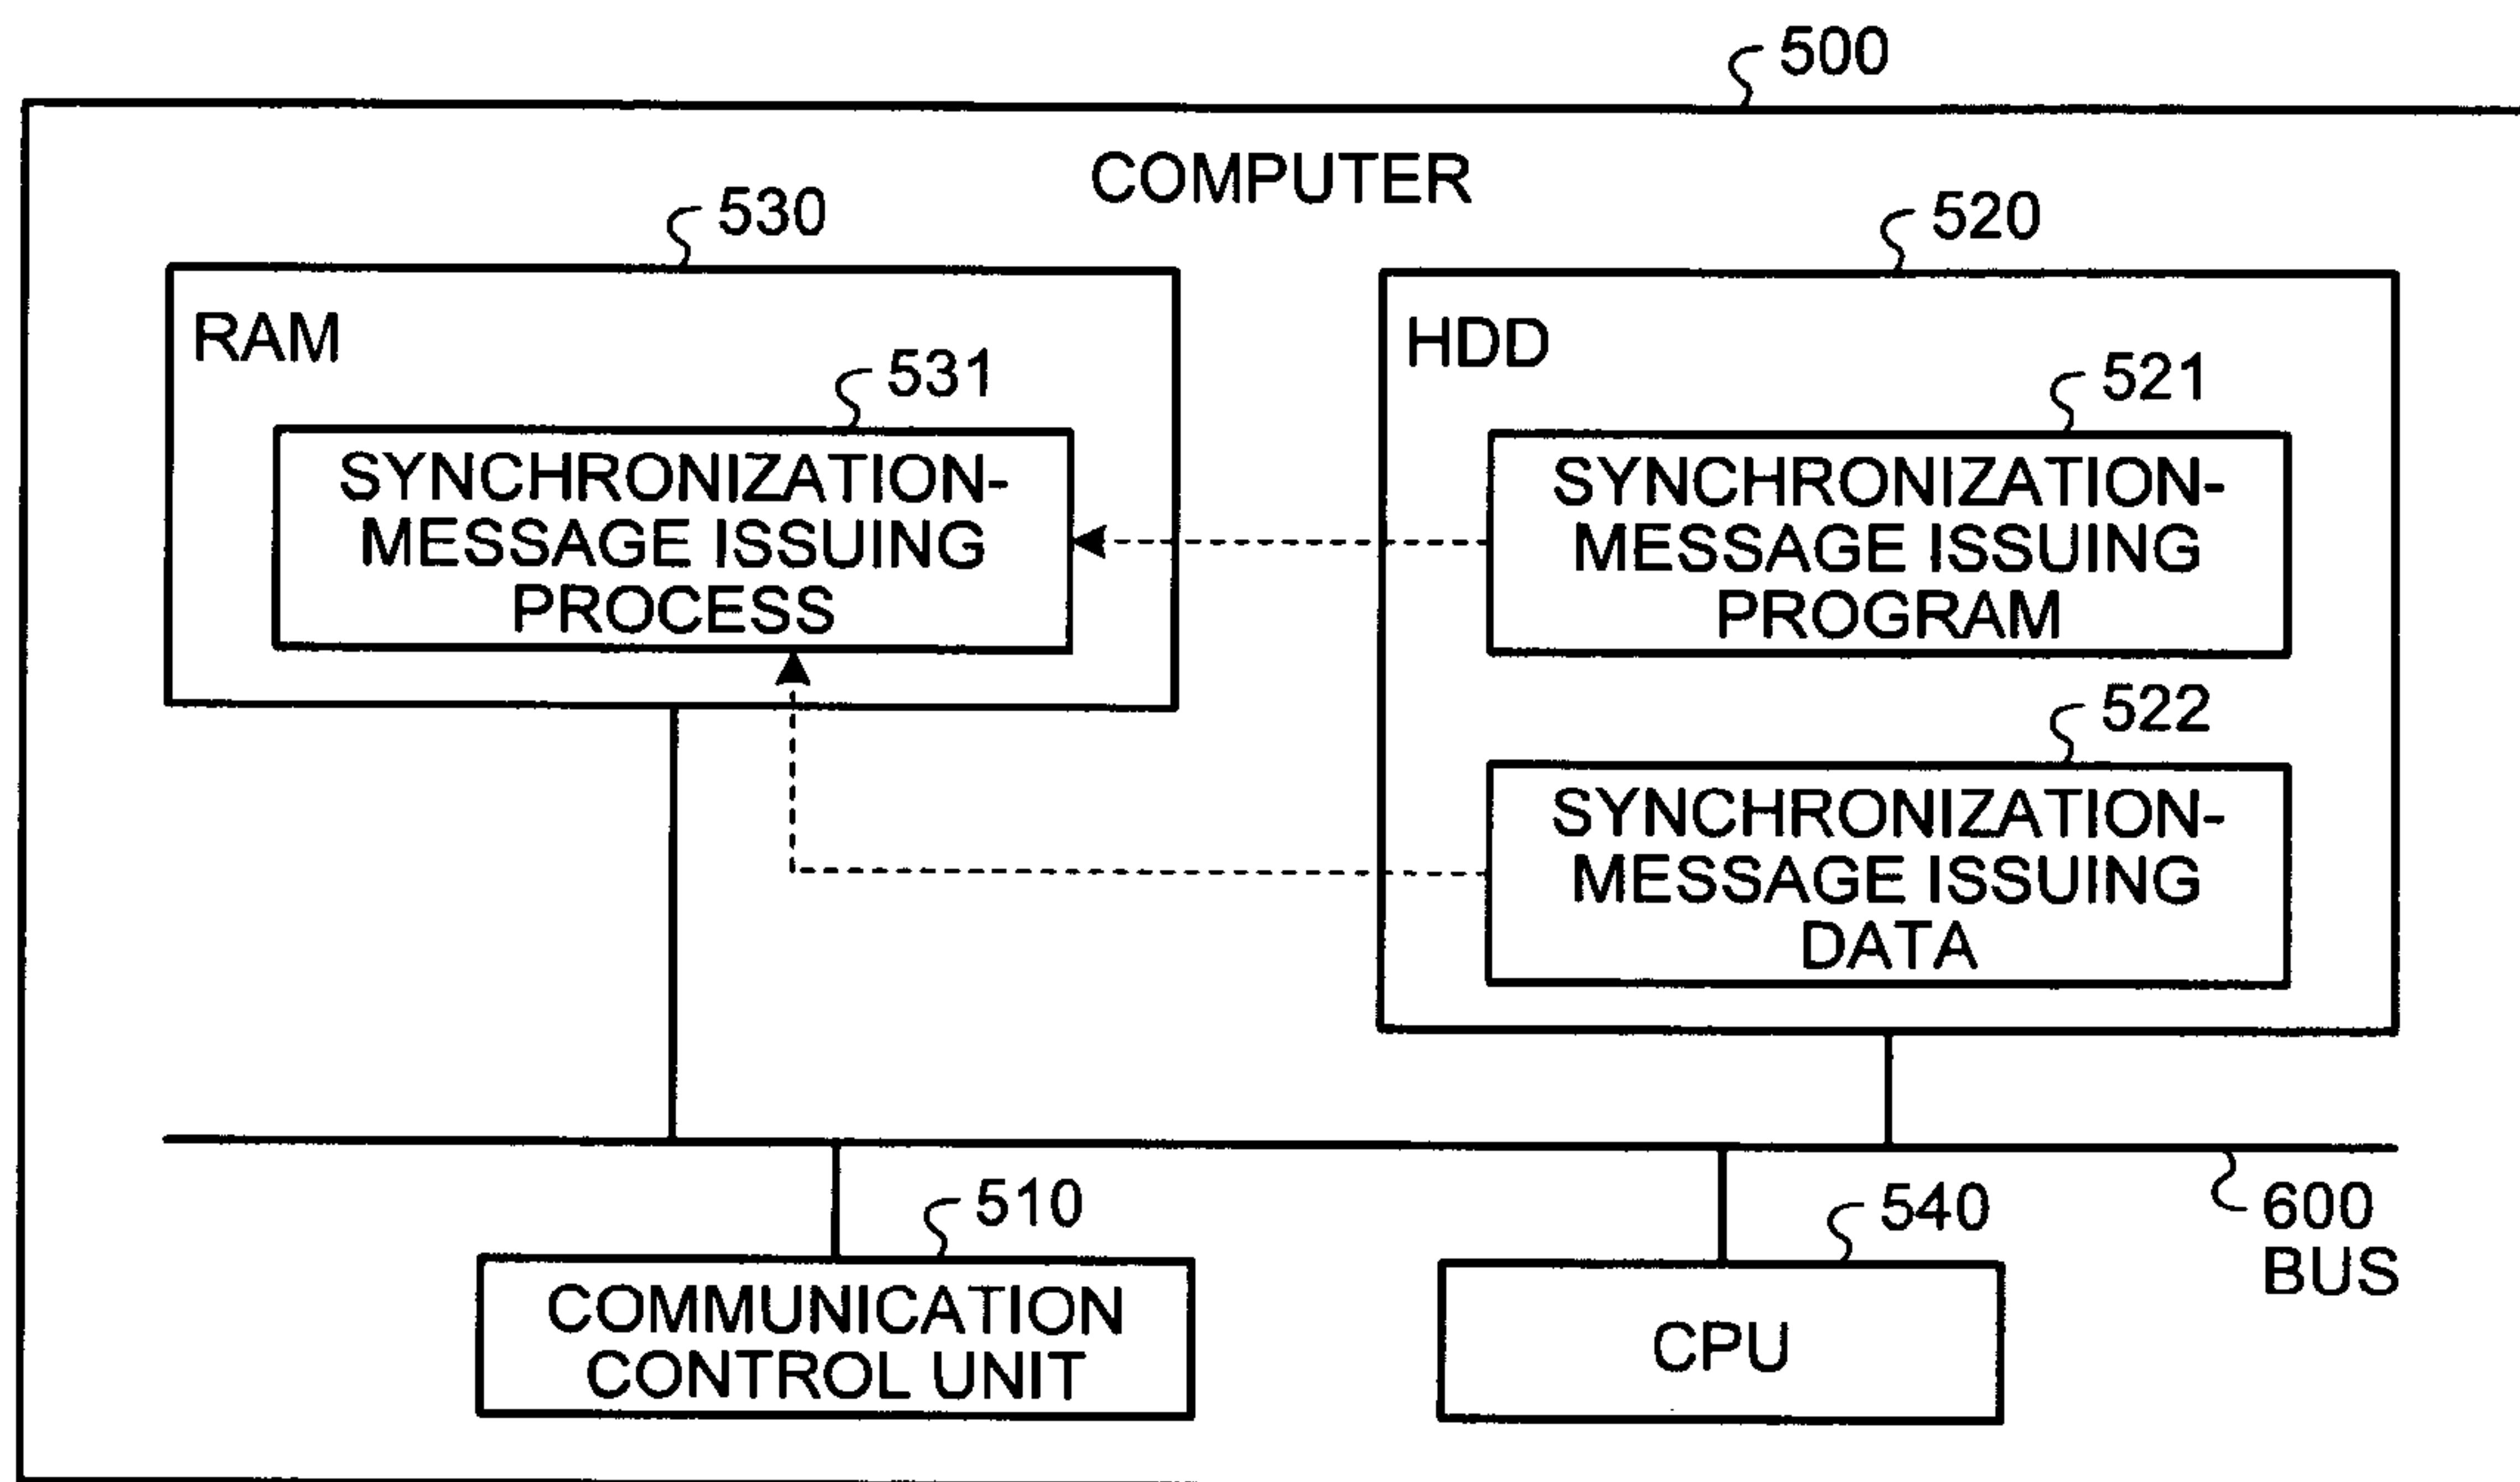 500
COMPUTER
530
520
RAM
HDD
531
521
SYNCHRONIZATION-
MESSAGE ISSUING
PROCESS
SYNCHRONIZATION-
MESSAGE ISSUING
PROGRAM
522
SYNCHRONIZATION-
MESSAGE ISSUING
DATA
510
540
600
BUS
COMMUNICATION
CONTROL UNIT
CPU